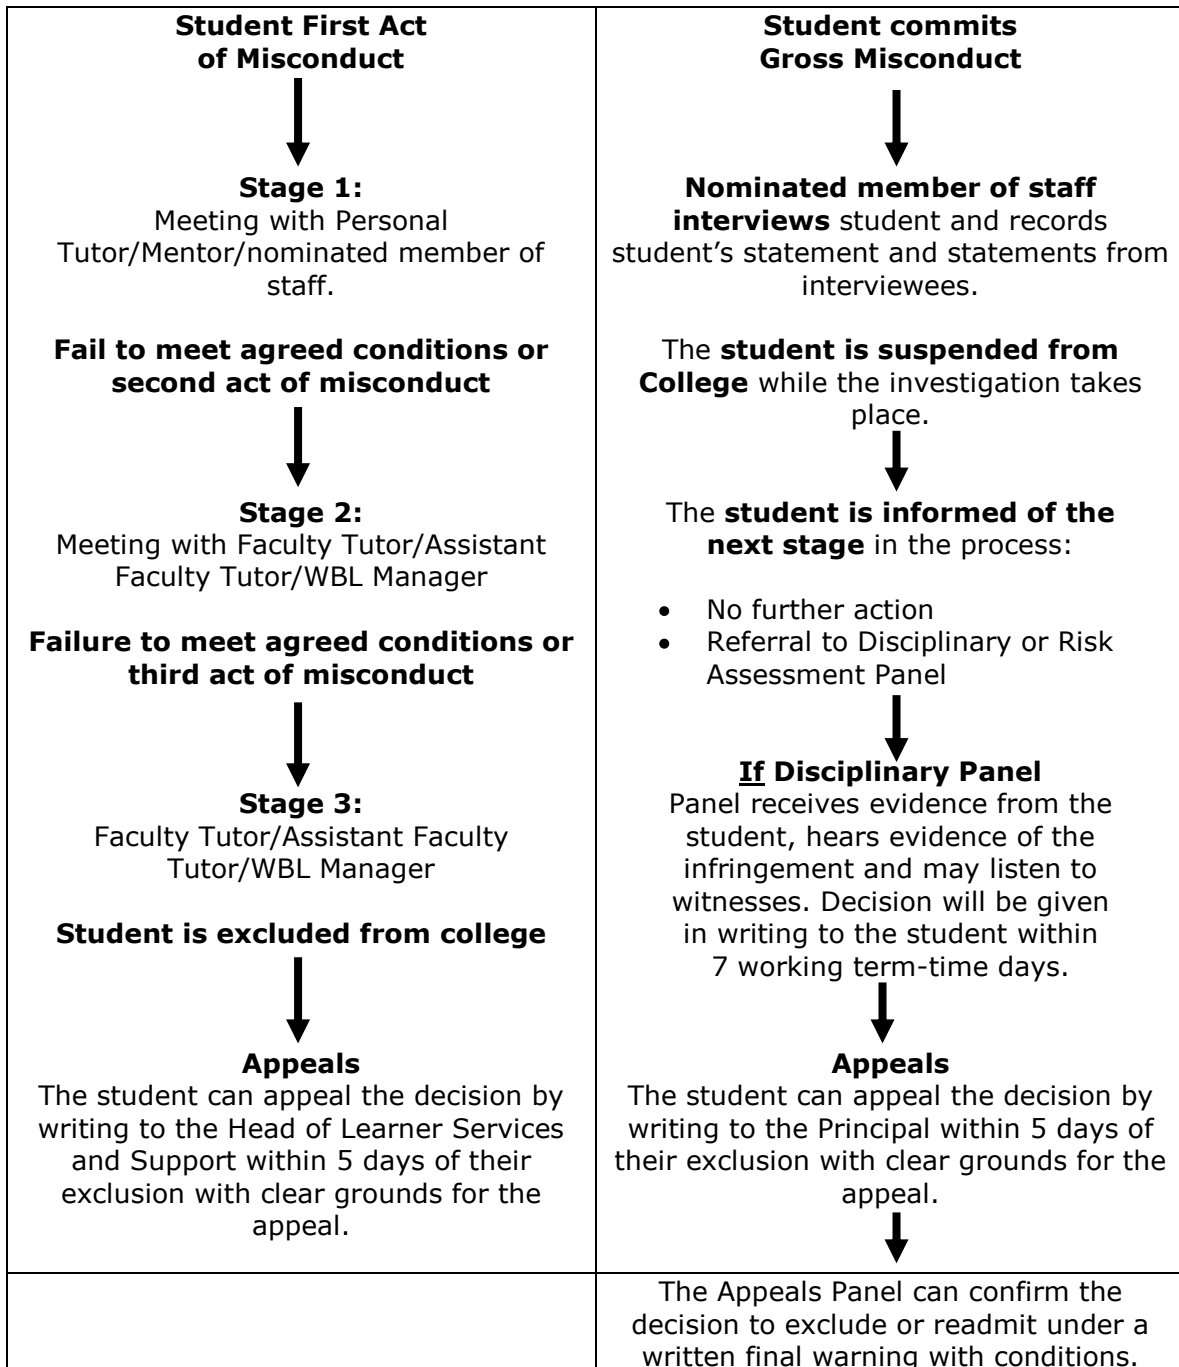 Student First Act
of Misconduct
Stage 1:
Meeting with Personal
Tutor/Mentor/nominated member of
staff.
Fail to meet agreed conditions or
second act of misconduct
Stage 2:
Meeting with Faculty Tutor/Assistant
Faculty Tutor/WBL Manager
Failure to meet agreed conditions or
third act of misconduct
Stage 3:
Faculty Tutor/Assistant Faculty
Tutor/WBL Manager
Student is excluded from college
Appeals
The student can appeal the decision by
writing to the Head of Learner Services
and Support within 5 days of their
exclusion with clear grounds for the
appeal.
Student commits
Gross Misconduct
Nominated member of staff
interviews student and records
student’s statement and statements from
interviewees.
The student is suspended from
College while the investigation takes
place.
The student is informed of the
next stage in the process:
• No further action
• Referral to Disciplinary or Risk
Assessment Panel
If Disciplinary Panel
Panel receives evidence from the
student, hears evidence of the
infringement and may listen to
witnesses. Decision will be given
in writing to the student within
7 working term-time days.
Appeals
The student can appeal the decision by
writing to the Principal within 5 days of
their exclusion with clear grounds for the
appeal.
The Appeals Panel can confirm the
decision to exclude or readmit under a
written final warning with conditions.